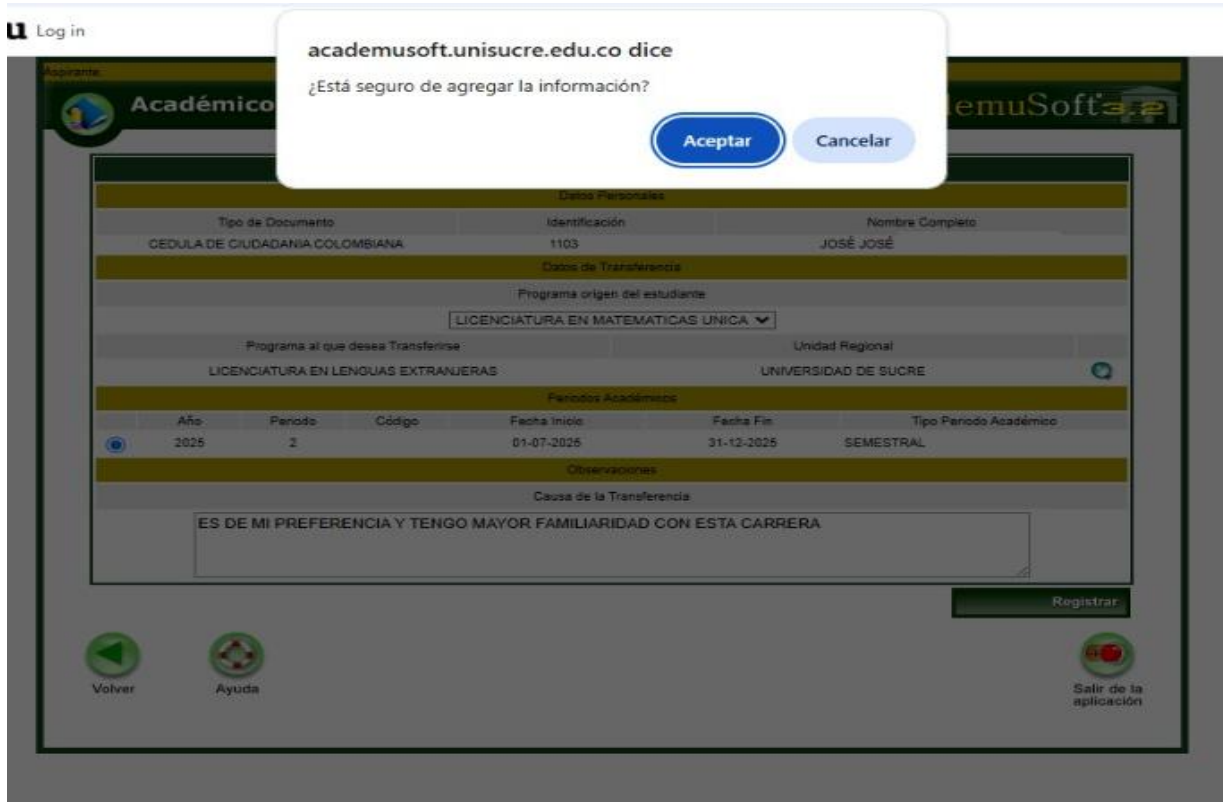 u Log in
academusoft.unisucre.edu.co dice
¿Está seguro de agregar la información?
Aceptar Cancelar
Aspirante
Académico
emuSoft 3.2
Datos Personales
Tipo de Documento Identificación Nombre Completo
CEDULA DE CIUDADANIA COLOMBIANA 1103 JOSÉ JOSÉ
Datos de Transferencia
Programa origen del estudiante
LICENCIATURA EN MATEMATICAS UNICA
Programa al que desea Transferirse Unidad Regional
LICENCIATURA EN LENGUAS EXTRANJERAS UNIVERSIDAD DE SUCRE
Periodos Académicos
Año Periodo Código Fecha Inicio Fecha Fin Tipo Periodo Académico
2025 2 01-07-2025 31-12-2025 SEMESTRAL
Observaciones
Causa de la Transferencia
ES DE MI PREFERENCIA Y TENGO MAYOR FAMILIARIDAD CON ESTA CARRERA
Registrar
Volver Ayuda Salir de la
aplicación